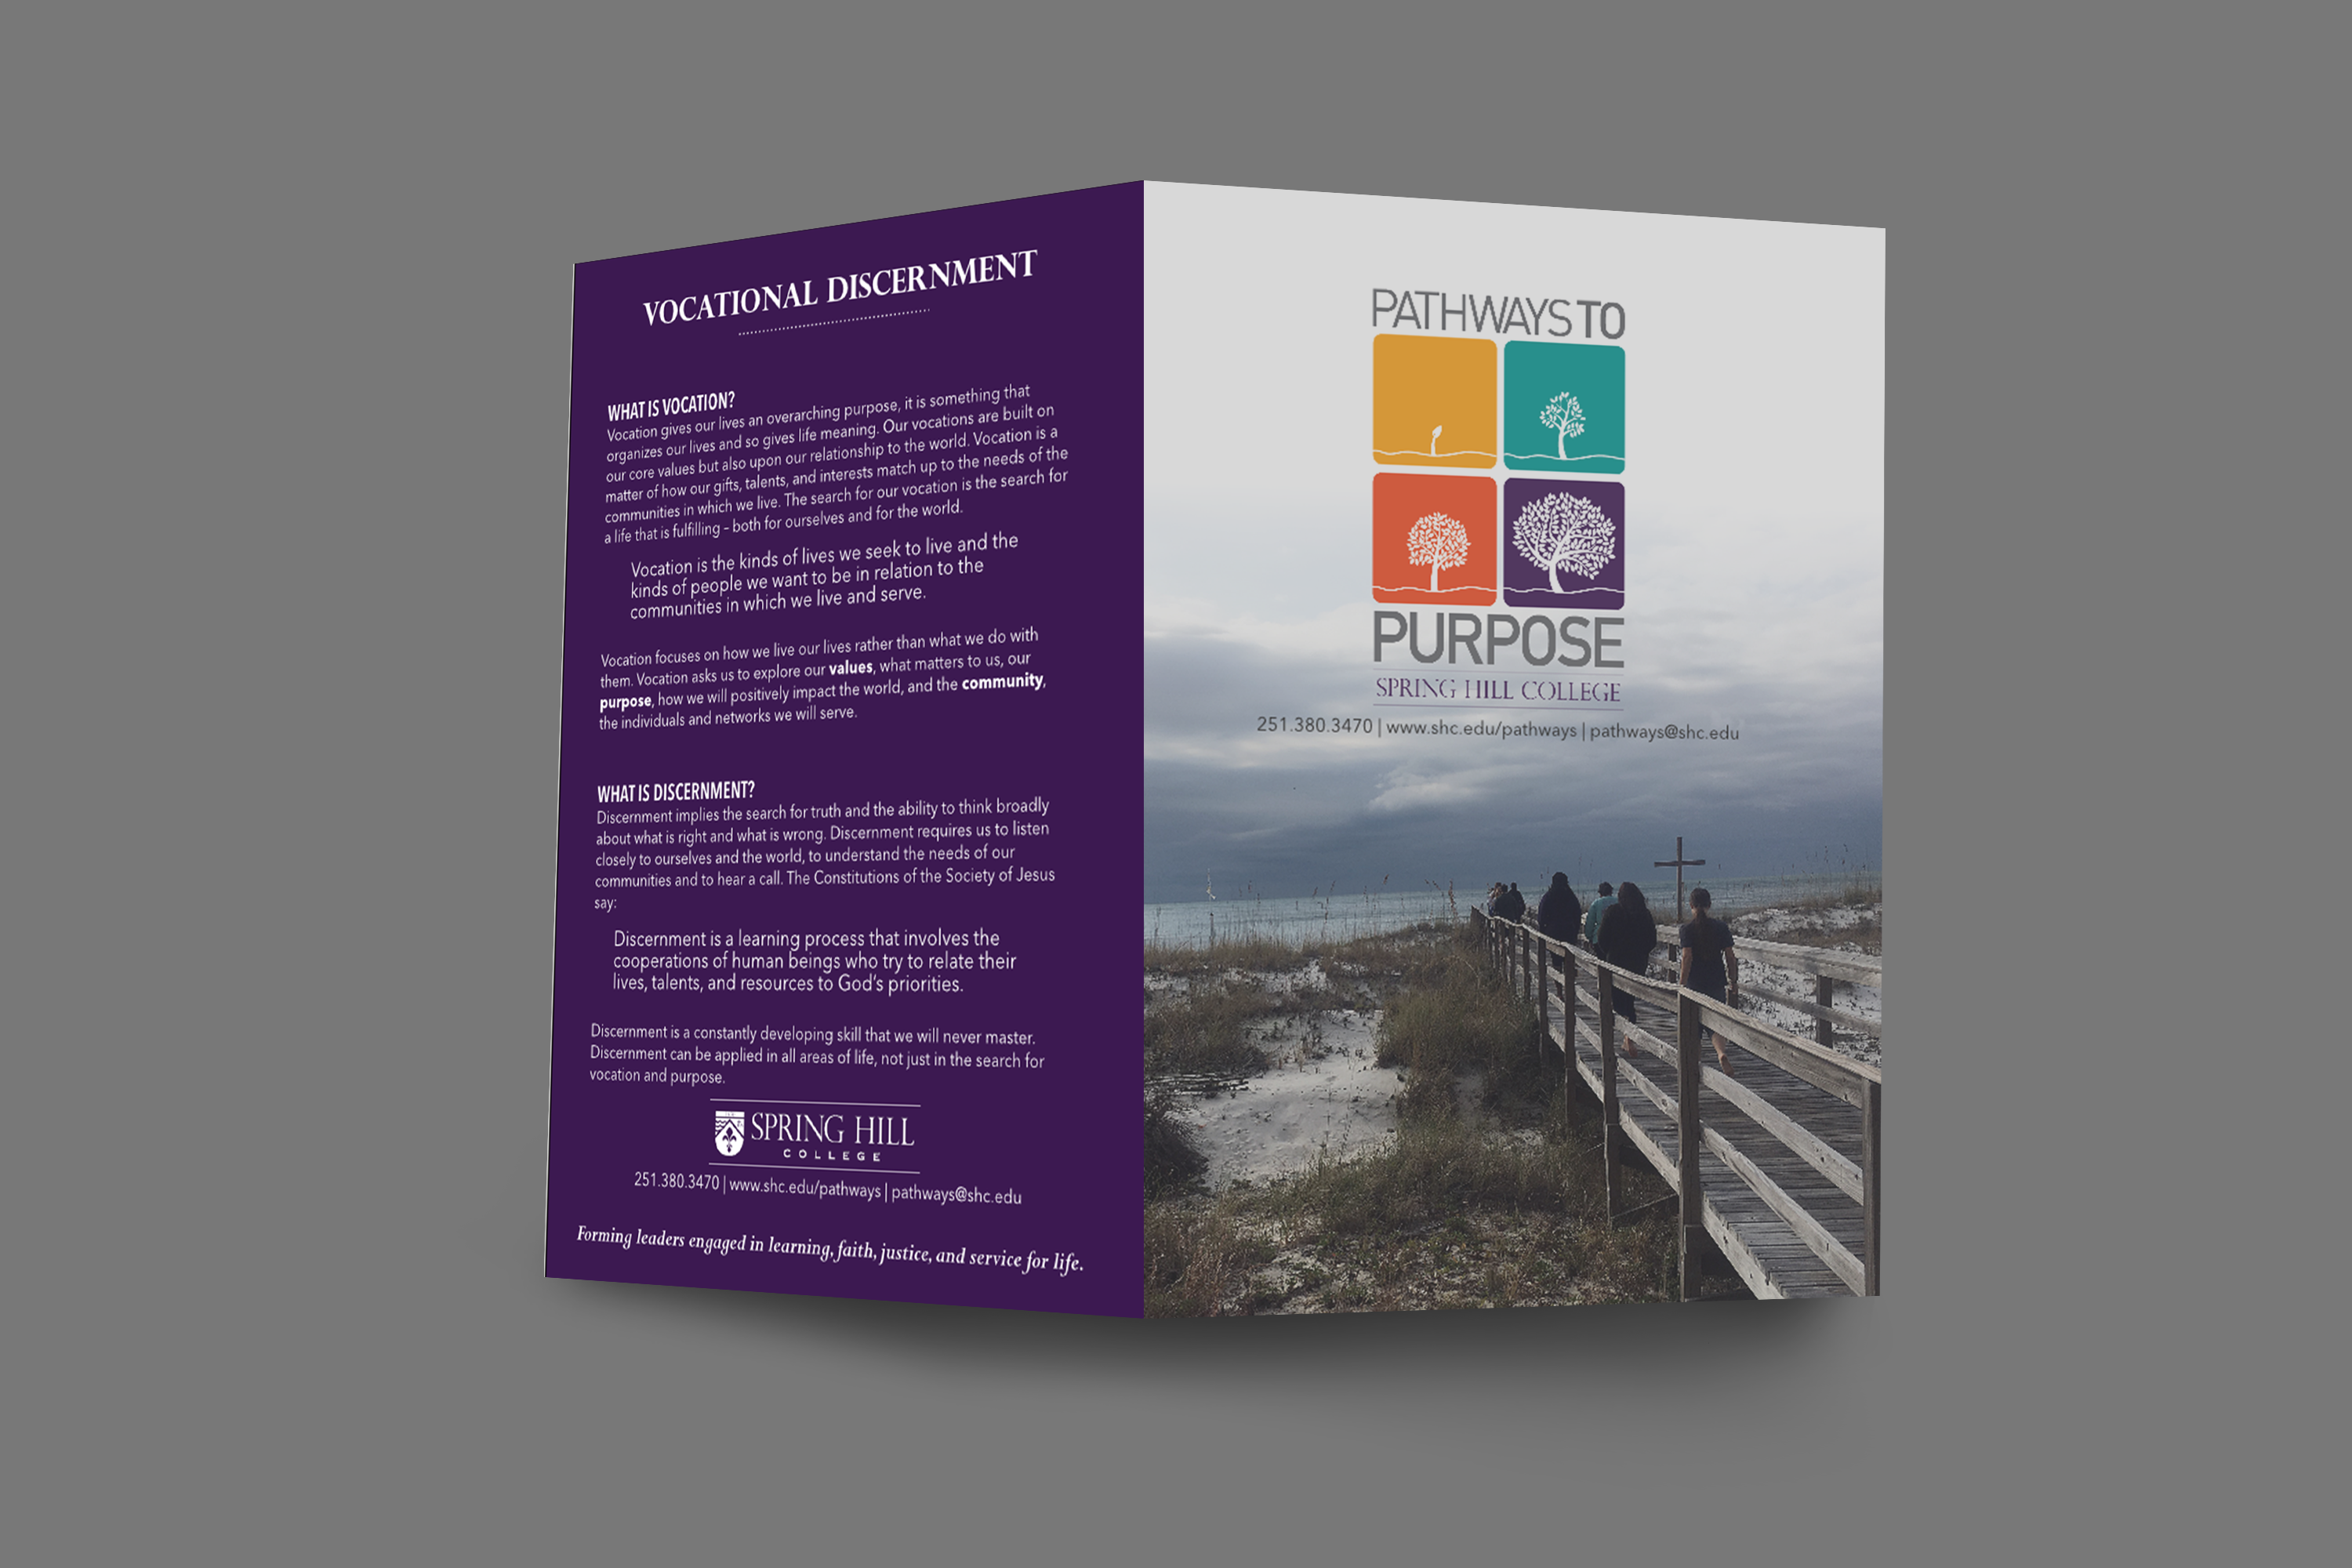 VOCATIONAL DISCERNMENT
WHAT IS VOCATION?
Vocation gives our lives an overarching purpose, it is something that
organizes our lives and so gives life meaning. Our vocations are built on
our core values but also upon our relationship to the world. Vocation is a
matter of how our gifts, talents, and interests match up to the needs of the
communities in which we live. The search for our vocation is the search for
a life that is fulfilling - both for ourselves and for the world.
Vocation is the kinds of lives we seek to live and the
kinds of people we want to be in relation to the
communities in which we live and serve.
Vocation focuses on how we live our lives rather than what we do with
them. Vocation asks us to explore our values, what matters to us, our
purpose, how we will positively impact the world, and the community,
the individuals and networks we will serve.
WHAT IS DISCERNMENT?
Discernment implies the search for truth and the ability to think broadly
about what is right and what is wrong. Discernment requires us to listen
closely to ourselves and the world, to understand the needs of our
communities and to hear a call. The Constitutions of the Society of Jesus
say:
Discernment is a learning process that involves the
cooperations of human beings who try to relate their
lives, talents, and resources to God's priorities.
Discernment is a constantly developing skill that we will never master.
Discernment can be applied in all areas of life, not just in the search for
vocation and purpose.
SPRING HILL
COLLEGE
251.380.3470 | www.shc.edu/pathways | pathways@shc.edu
Forming leaders engaged in learning, faith, justice, and service for life.
PATHWAYS TO
PURPOSE
SPRING HILL COLLEGE
251.380.3470 | www.shc.edu/pathways | pathways@shc.edu